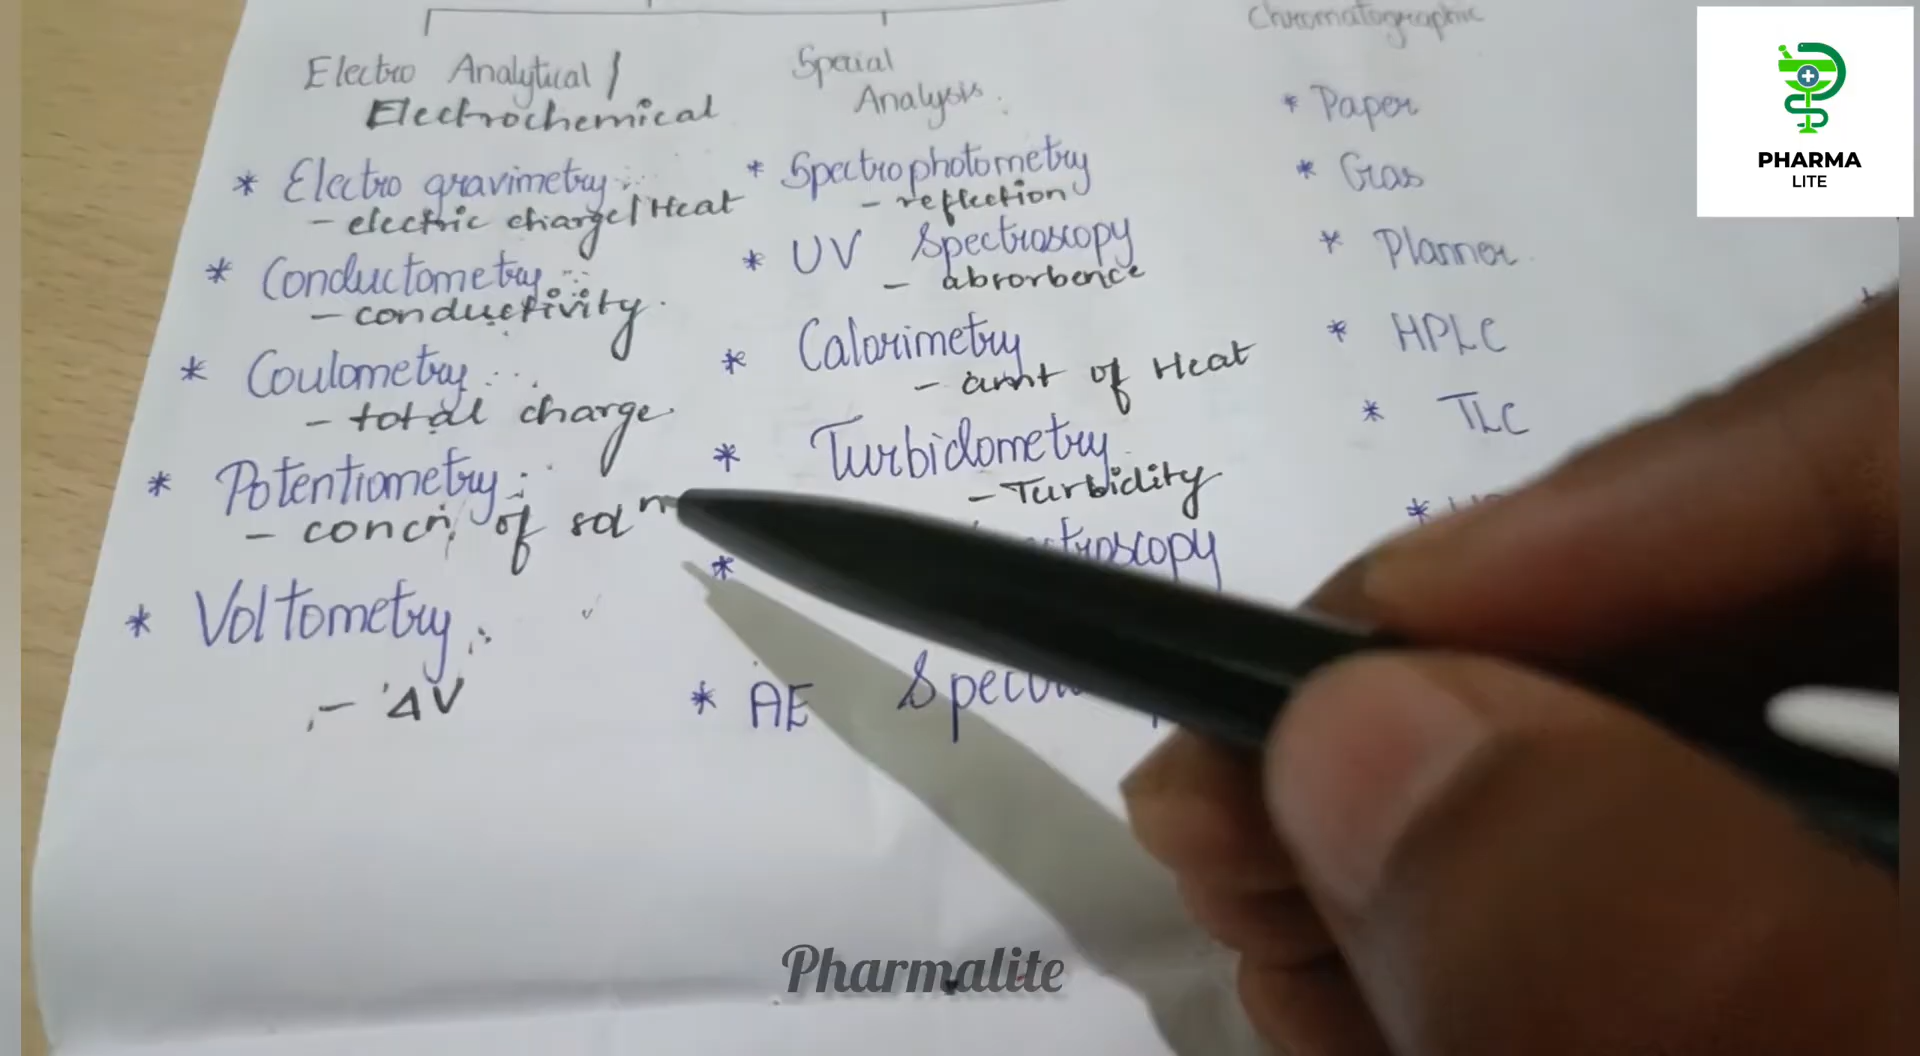 Electro Analytical /
Electrochemical
* Electro gravimetry
- electric charge/Heat
* Conductometry
- conductivity.
* Coulometry
- total charge
* Potentiometry
- concn, of soln
* Voltometry
- ΔV
Special
Analysis.
* Spectrophotometry
- reflection
* UV Spectroscopy
- absorbence
* Calorimetry
- amt of Heat
* Turbidometry
- Turbidity
*
* AE
Chromatographic
* Paper
* Gas
* Planner
* HPLC
* TLC
*
PHARMA
LITE
Pharmalite